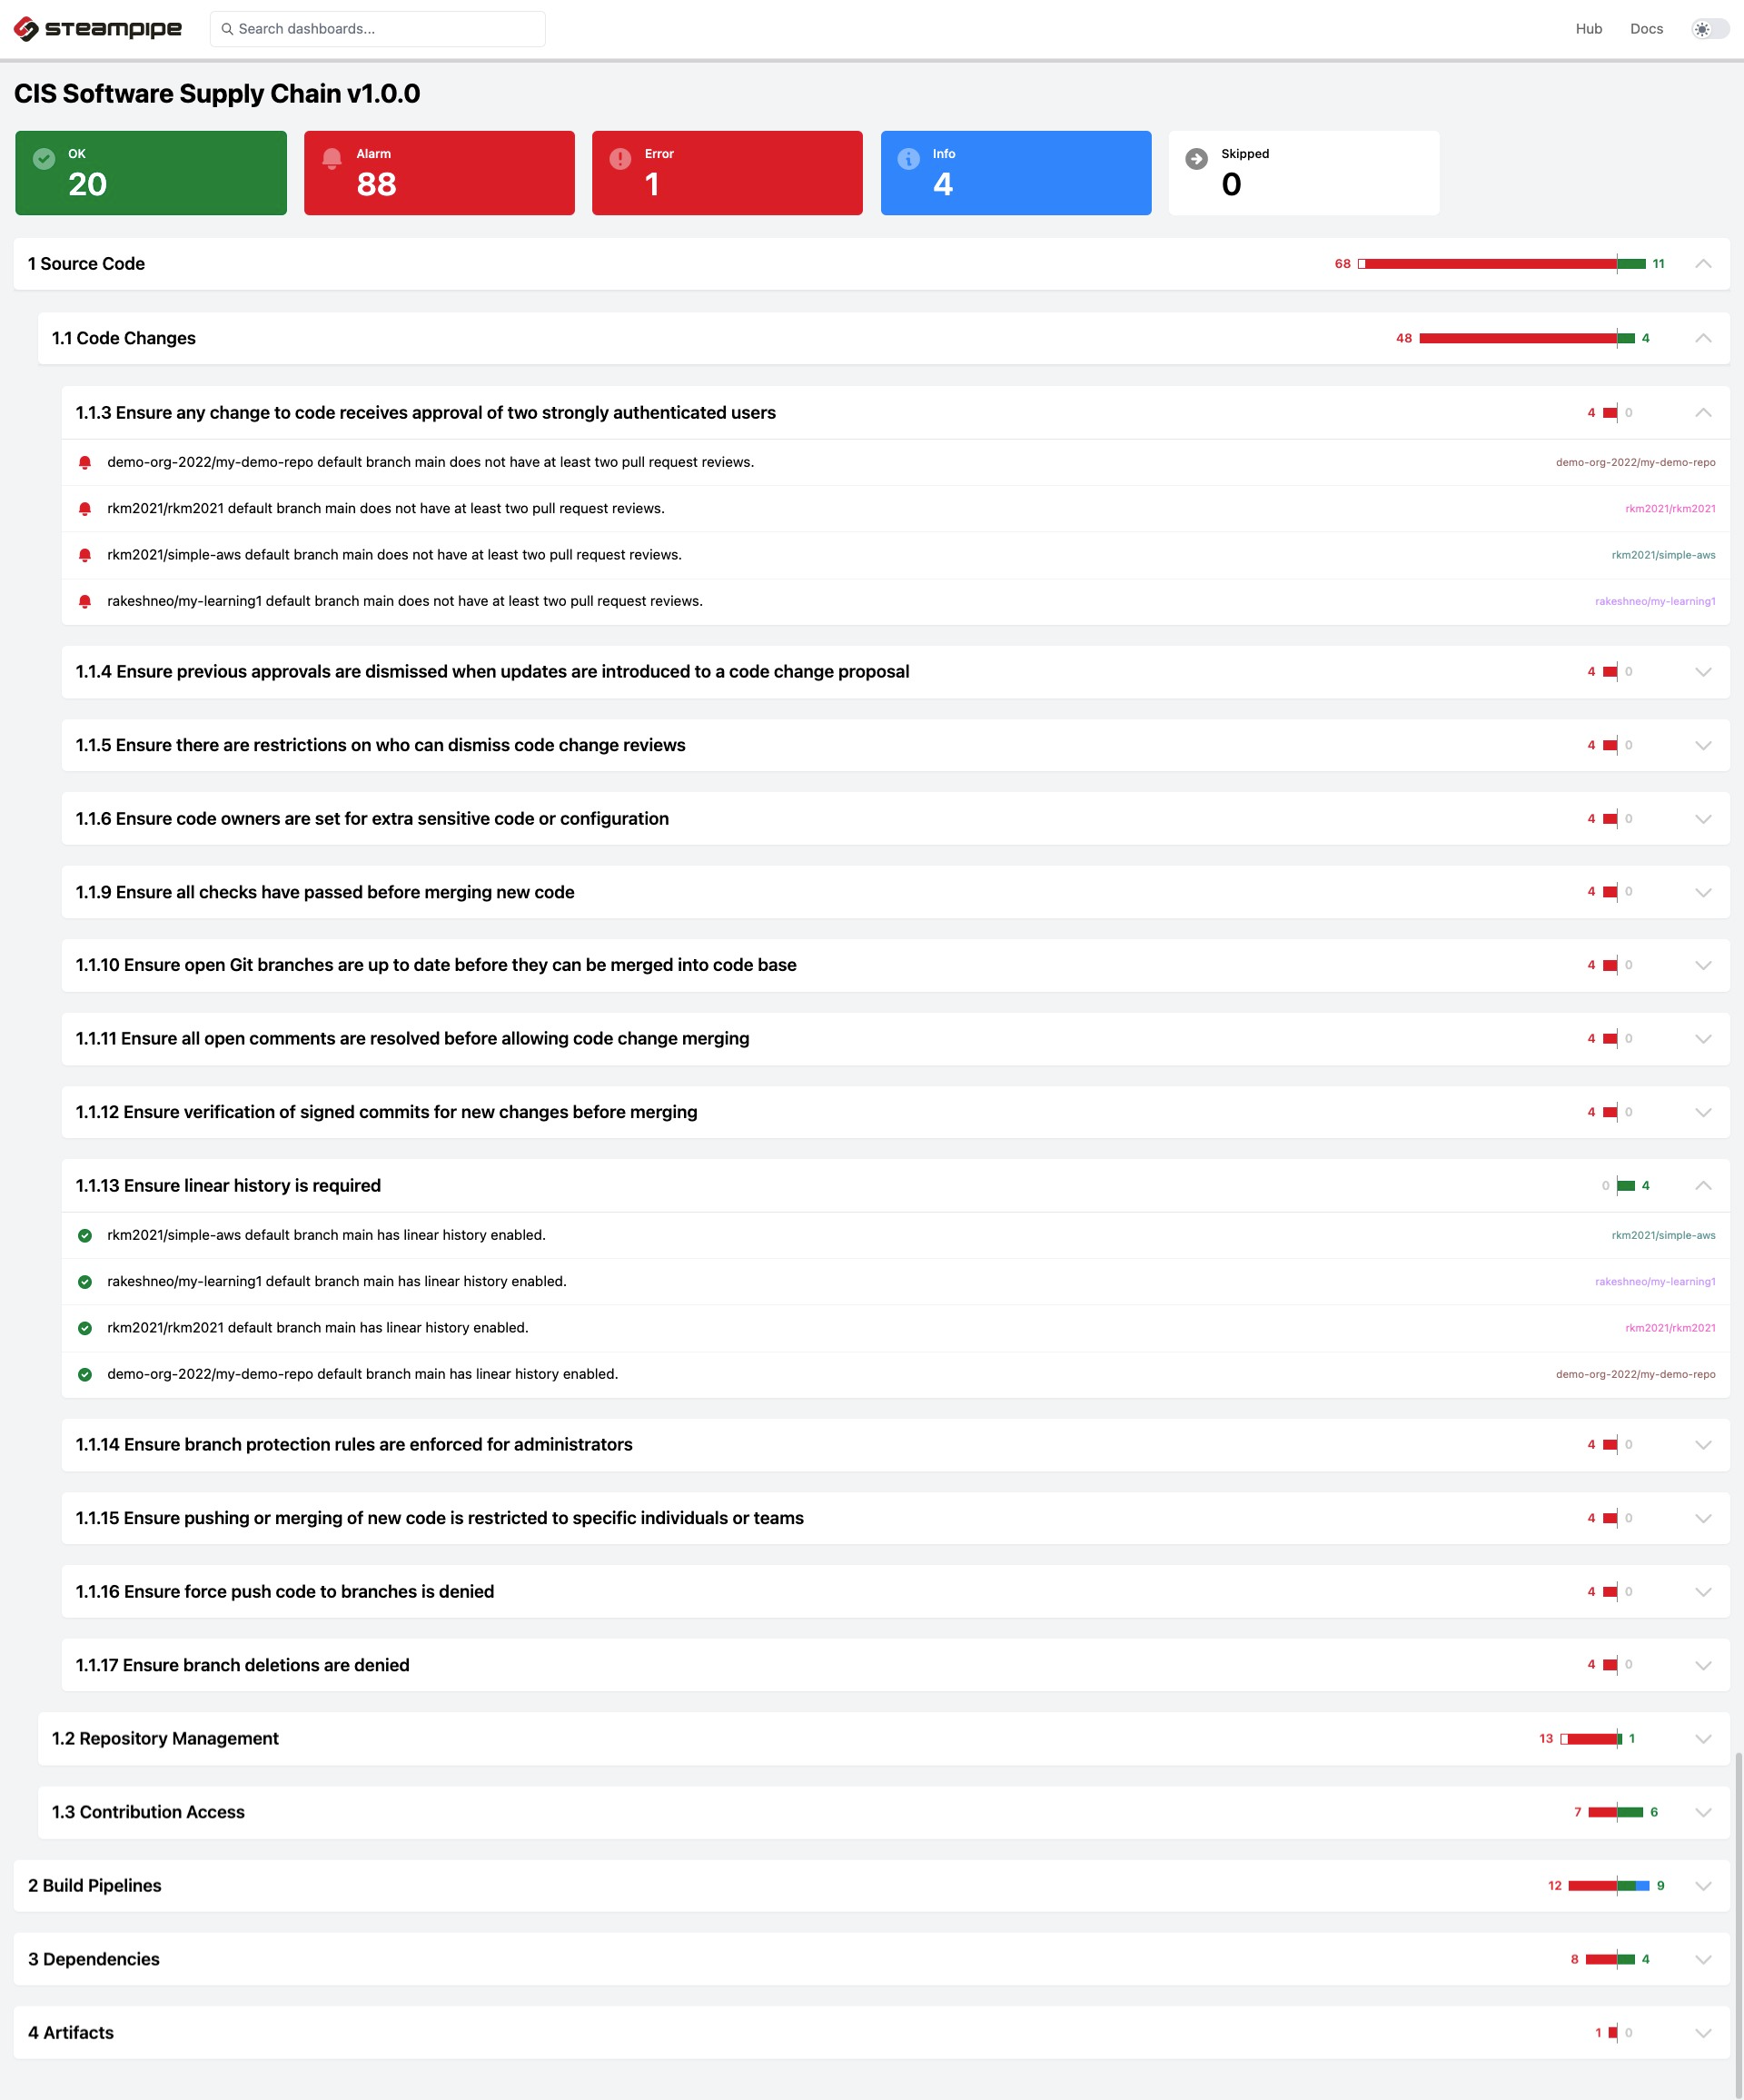 steampipe Search dashboards... Hub Docs
CIS Software Supply Chain v1.0.0
OK Alarm Error Info Skipped
20 88 1 4 0
1 Source Code 68 11
1.1 Code Changes 48 4
1.1.3 Ensure any change to code receives approval of two strongly authenticated users 4 0
demo-org-2022/my-demo-repo default branch main does not have at least two pull request reviews. demo-org-2022/my-demo-repo
rkm2021/rkm2021 default branch main does not have at least two pull request reviews. rkm2021/rkm2021
rkm2021/simple-aws default branch main does not have at least two pull request reviews. rkm2021/simple-aws
rakeshneo/my-learning1 default branch main does not have at least two pull request reviews. rakeshneo/my-learning1
1.1.4 Ensure previous approvals are dismissed when updates are introduced to a code change proposal 4 0
1.1.5 Ensure there are restrictions on who can dismiss code change reviews 4 0
1.1.6 Ensure code owners are set for extra sensitive code or configuration 4 0
1.1.9 Ensure all checks have passed before merging new code 4 0
1.1.10 Ensure open Git branches are up to date before they can be merged into code base 4 0
1.1.11 Ensure all open comments are resolved before allowing code change merging 4 0
1.1.12 Ensure verification of signed commits for new changes before merging 4 0
1.1.13 Ensure linear history is required 0 4
rkm2021/simple-aws default branch main has linear history enabled. rkm2021/simple-aws
rakeshneo/my-learning1 default branch main has linear history enabled. rakeshneo/my-learning1
rkm2021/rkm2021 default branch main has linear history enabled. rkm2021/rkm2021
demo-org-2022/my-demo-repo default branch main has linear history enabled. demo-org-2022/my-demo-repo
1.1.14 Ensure branch protection rules are enforced for administrators 4 0
1.1.15 Ensure pushing or merging of new code is restricted to specific individuals or teams 4 0
1.1.16 Ensure force push code to branches is denied 4 0
1.1.17 Ensure branch deletions are denied 4 0
1.2 Repository Management 13 1
1.3 Contribution Access 7 6
2 Build Pipelines 12 9
3 Dependencies 8 4
4 Artifacts 1 0